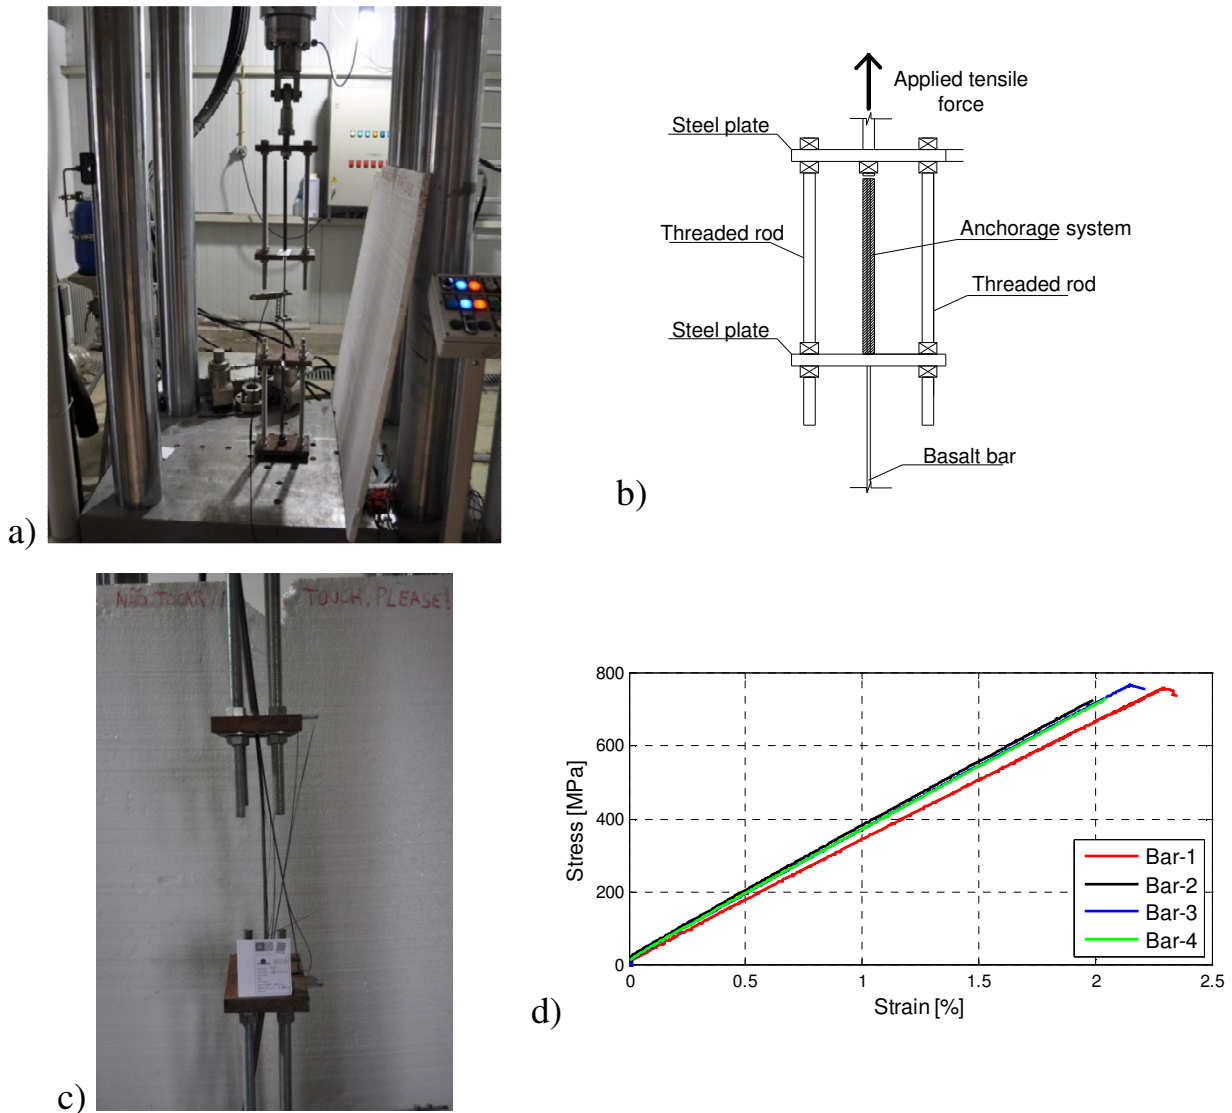 a)
Applied tensile
force
Steel plate
Threaded rod
Anchorage system
Threaded rod
Steel plate
Basalt bar
b)
NÃO TOCAR / TOUCH, PLEASE!
c)
800
600
400
200
0
Stress [MPa]
0 0.5 1 1.5 2 2.5
Strain [%]
Bar-1
Bar-2
Bar-3
Bar-4
d)